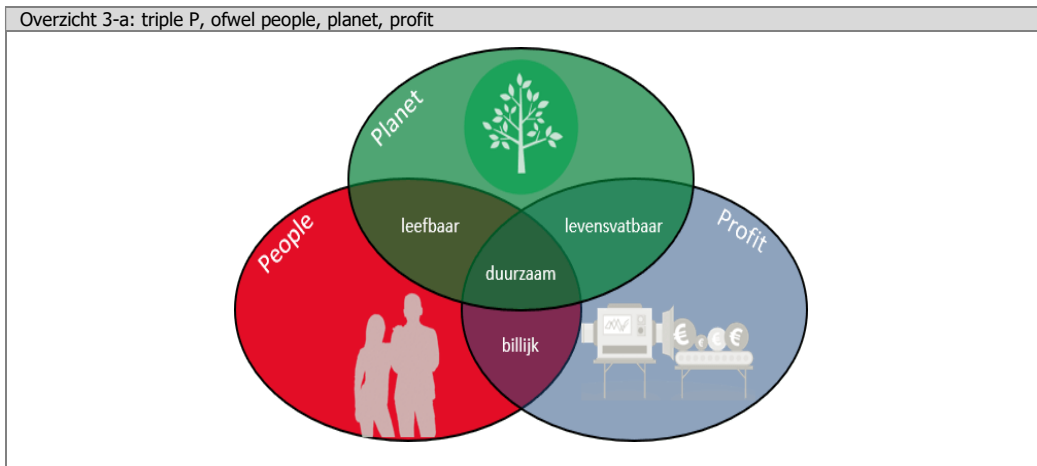 Overzicht 3-a: triple P, ofwel people, planet, profit
Planet
leefbaar
levensvatbaar
People
Profit
duurzaam
billijk
€ € € €